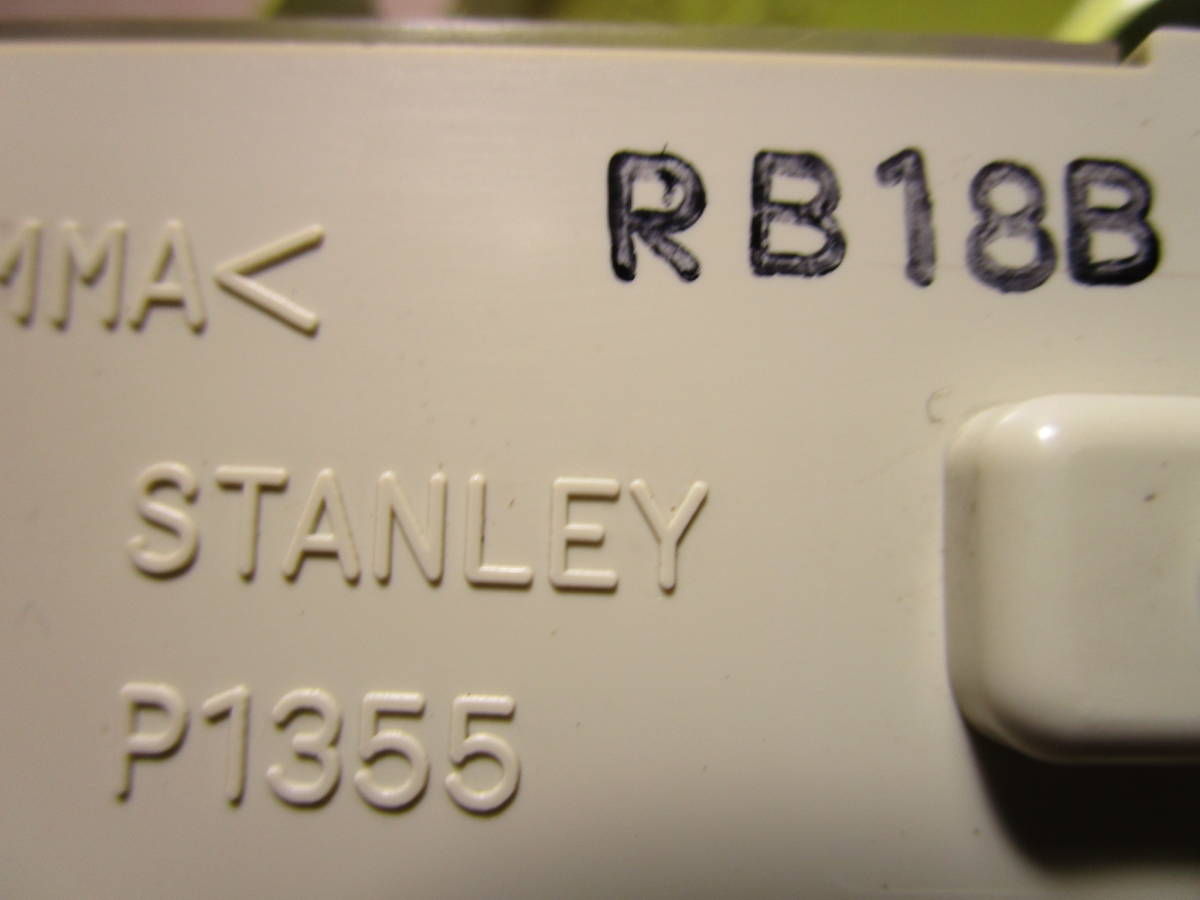 RB18B
MMA<
STANLEY
P1355